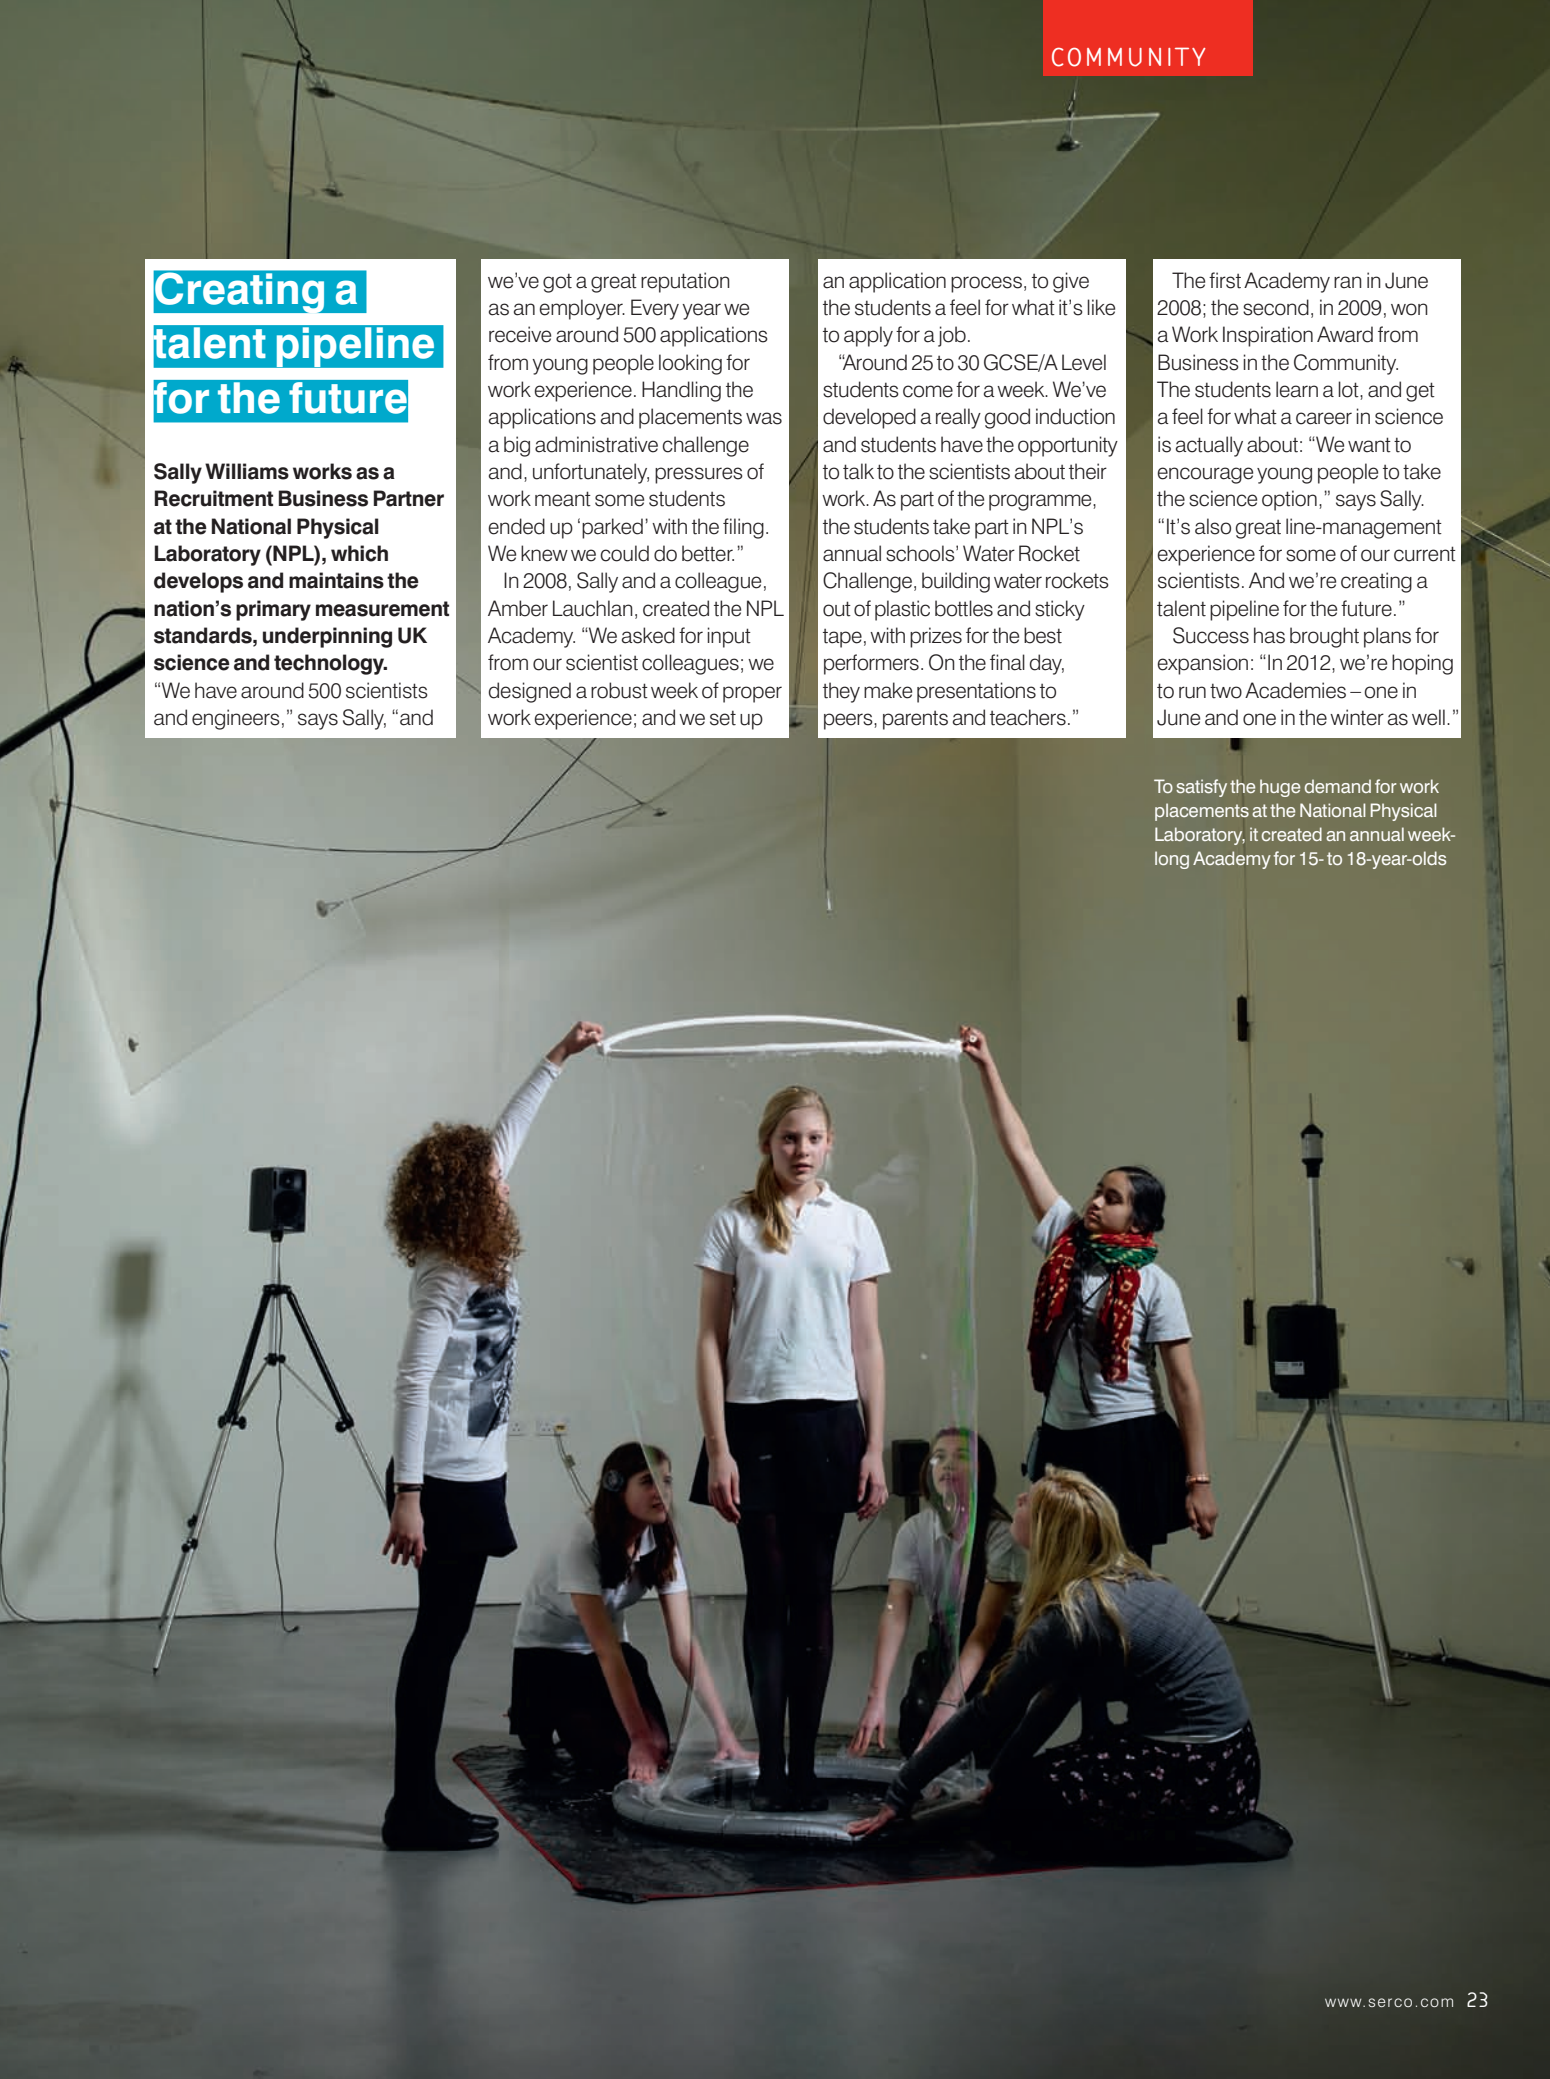 COMMUNITY
Creating a
talent pipeline
for the future
Sally Williams works as a
Recruitment Business Partner
at the National Physical
Laboratory (NPL), which
develops and maintains the
nation’s primary measurement
standards, underpinning UK
science and technology.
“We have around 500 scientists
and engineers,” says Sally, “and
we’ve got a great reputation
as an employer. Every year we
receive around 500 applications
from young people looking for
work experience. Handling the
applications and placements was
a big administrative challenge
and, unfortunately, pressures of
work meant some students
ended up ‘parked’ with the filing.
We knew we could do better.”
In 2008, Sally and a colleague,
Amber Lauchlan, created the NPL
Academy. “We asked for input
from our scientist colleagues; we
designed a robust week of proper
work experience; and we set up
an application process, to give
the students a feel for what it’s like
to apply for a job.
“Around 25 to 30 GCSE/A Level
students come for a week. We’ve
developed a really good induction
and students have the opportunity
to talk to the scientists about their
work. As part of the programme,
the students take part in NPL’s
annual schools’ Water Rocket
Challenge, building water rockets
out of plastic bottles and sticky
tape, with prizes for the best
performers. On the final day,
they make presentations to
peers, parents and teachers.”
The first Academy ran in June
2008; the second, in 2009, won
a Work Inspiration Award from
Business in the Community.
The students learn a lot, and get
a feel for what a career in science
is actually about: “We want to
encourage young people to take
the science option,” says Sally.
“It’s also great line-management
experience for some of our current
scientists. And we’re creating a
talent pipeline for the future.”
Success has brought plans for
expansion: “In 2012, we’re hoping
to run two Academies – one in
June and one in the winter as well.”
To satisfy the huge demand for work
placements at the National Physical
Laboratory, it created an annual week-
long Academy for 15- to 18-year-olds
www.serco.com 23